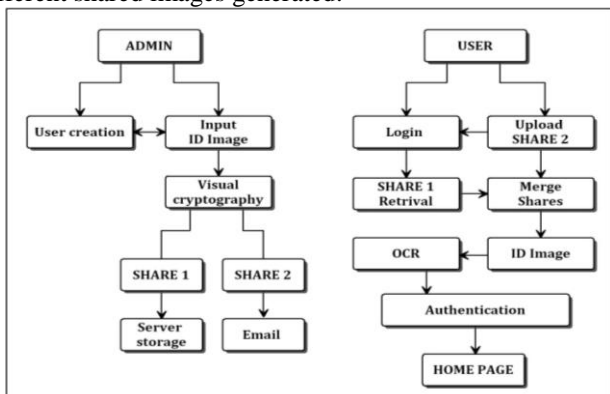 ferent shared images generated.
ADMIN
User creation
Input
ID Image
Visual
cryptography
SHARE 1
SHARE 2
Server
storage
Email
USER
Login
Upload
SHARE 2
SHARE 1
Retrival
Merge
Shares
OCR
ID Image
Authentication
HOME PAGE